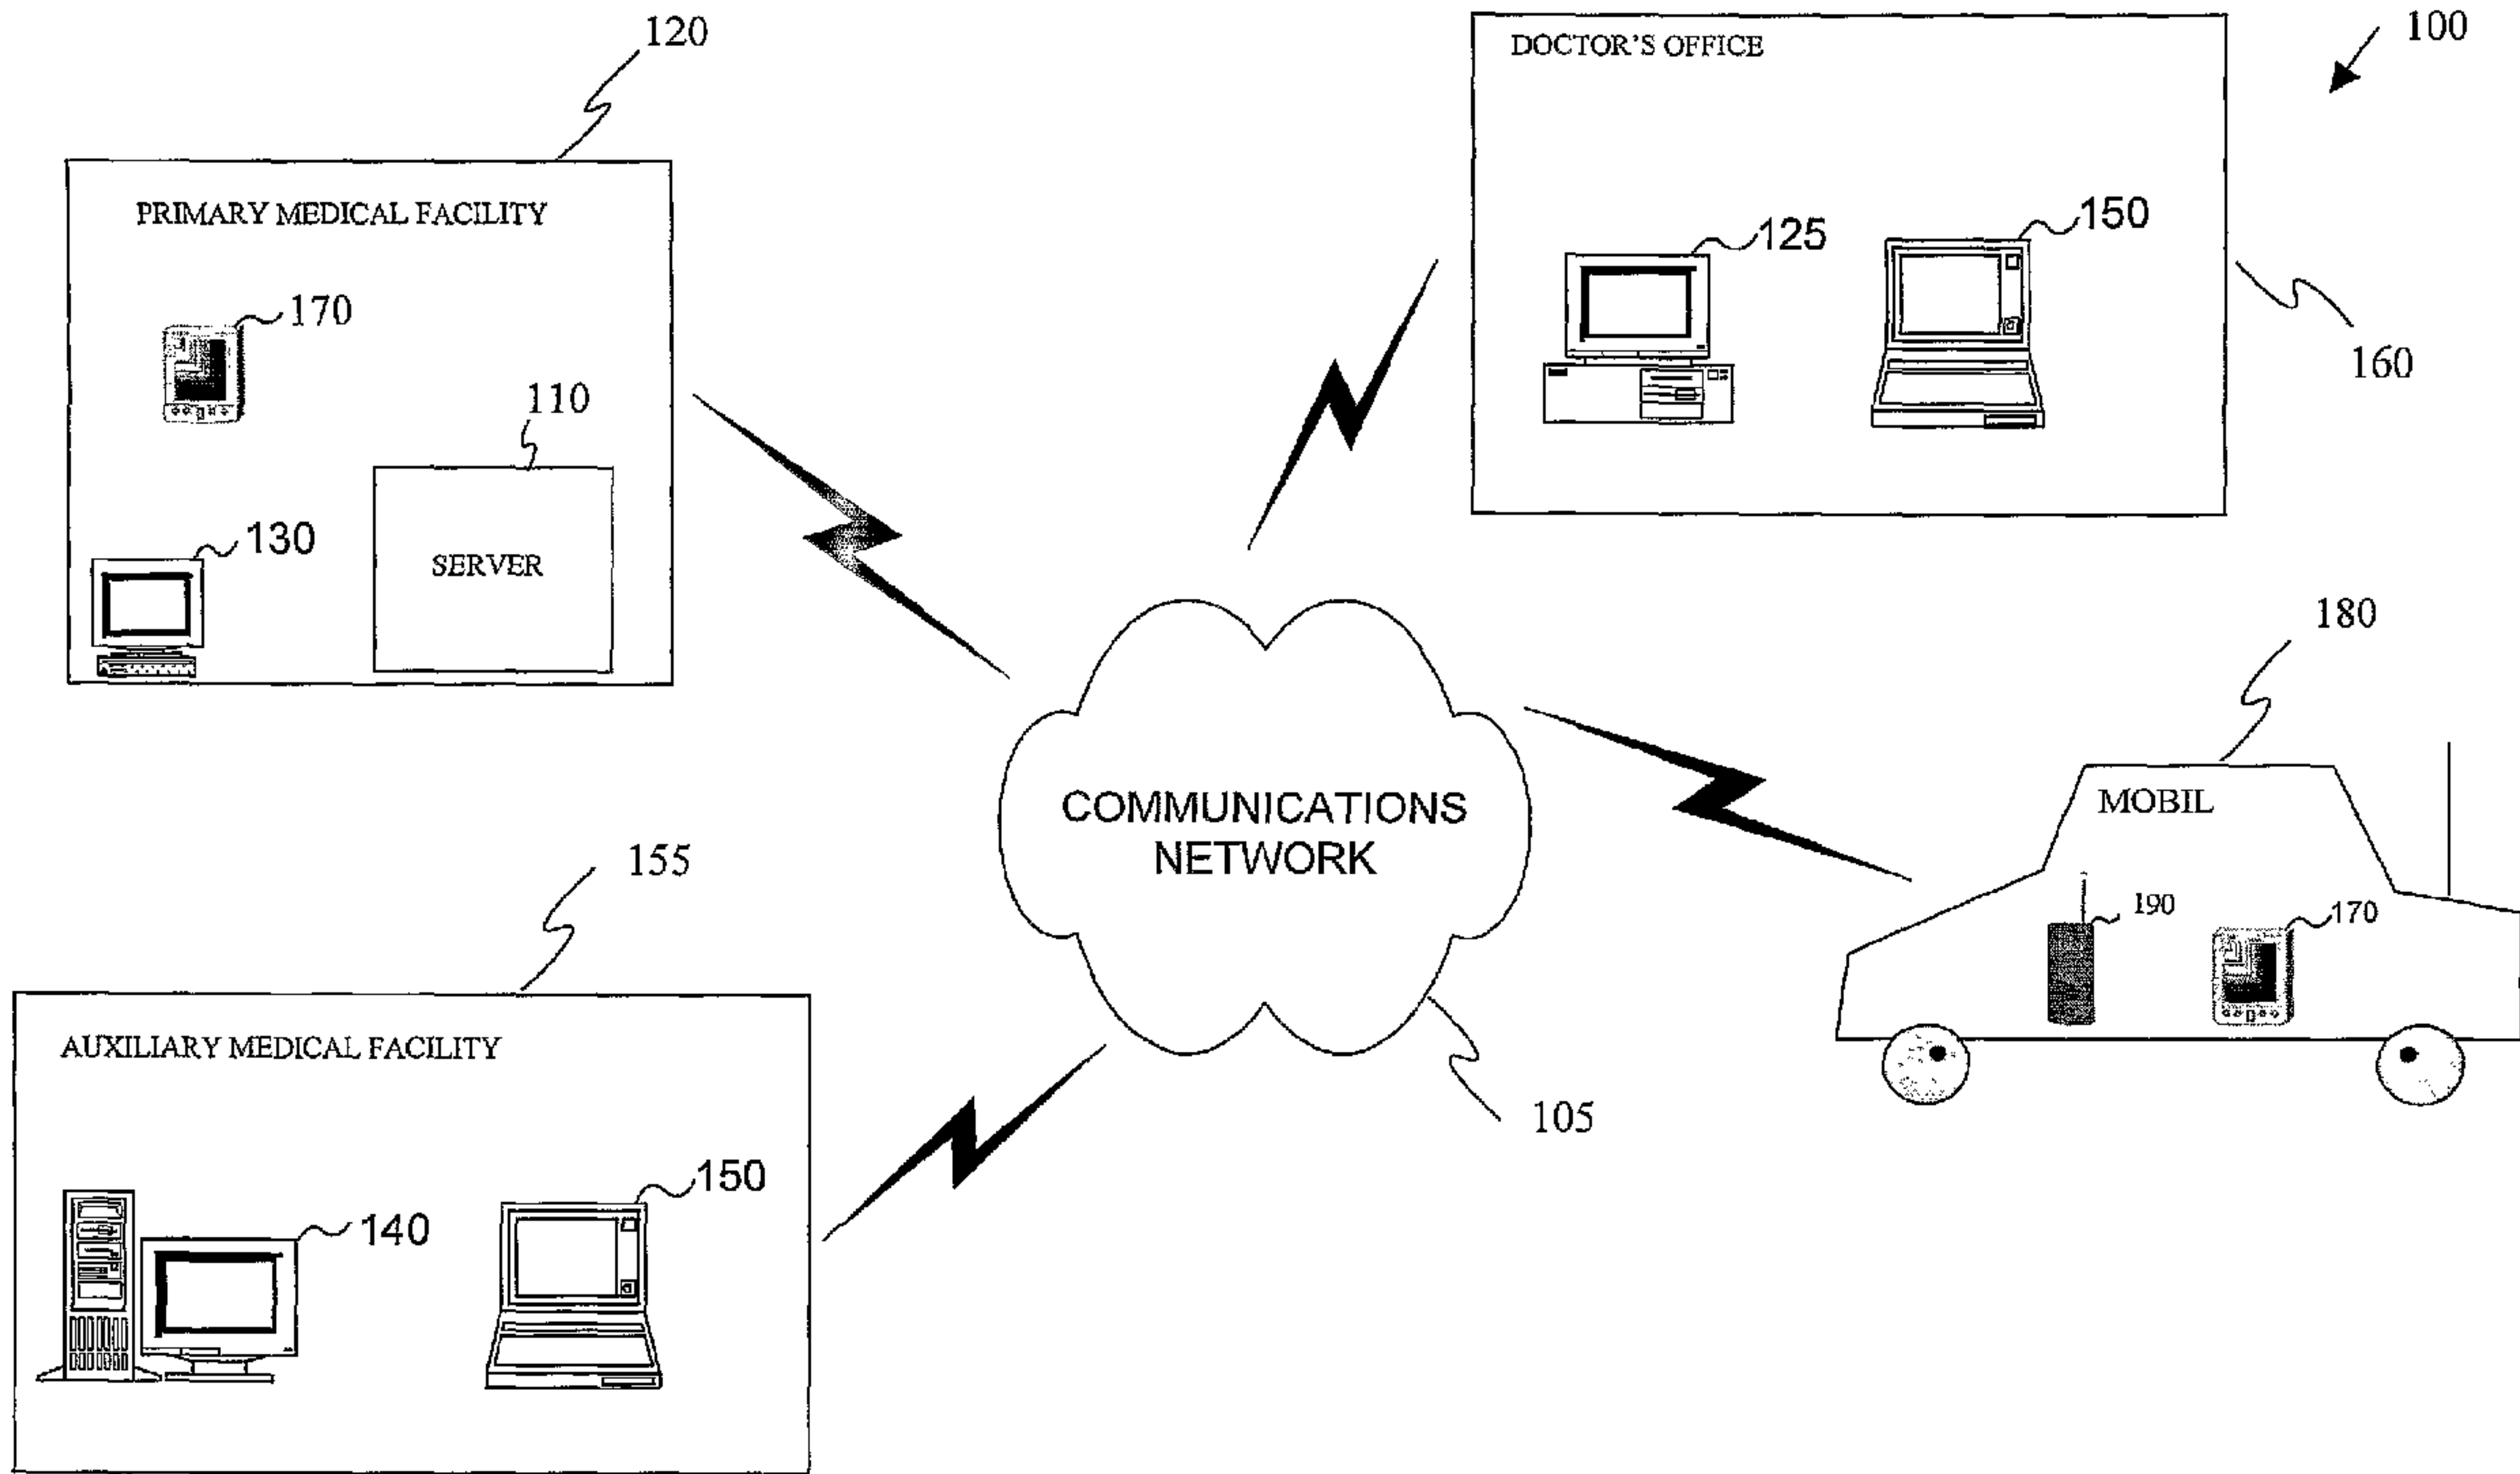 120
DOCTOR'S OFFICE
100
PRIMARY MEDICAL FACILITY
125
150
170
160
110
130
SERVER
180
COMMUNICATIONS
NETWORK
MOBIL
155
190
170
AUXILIARY MEDICAL FACILITY
105
140
150